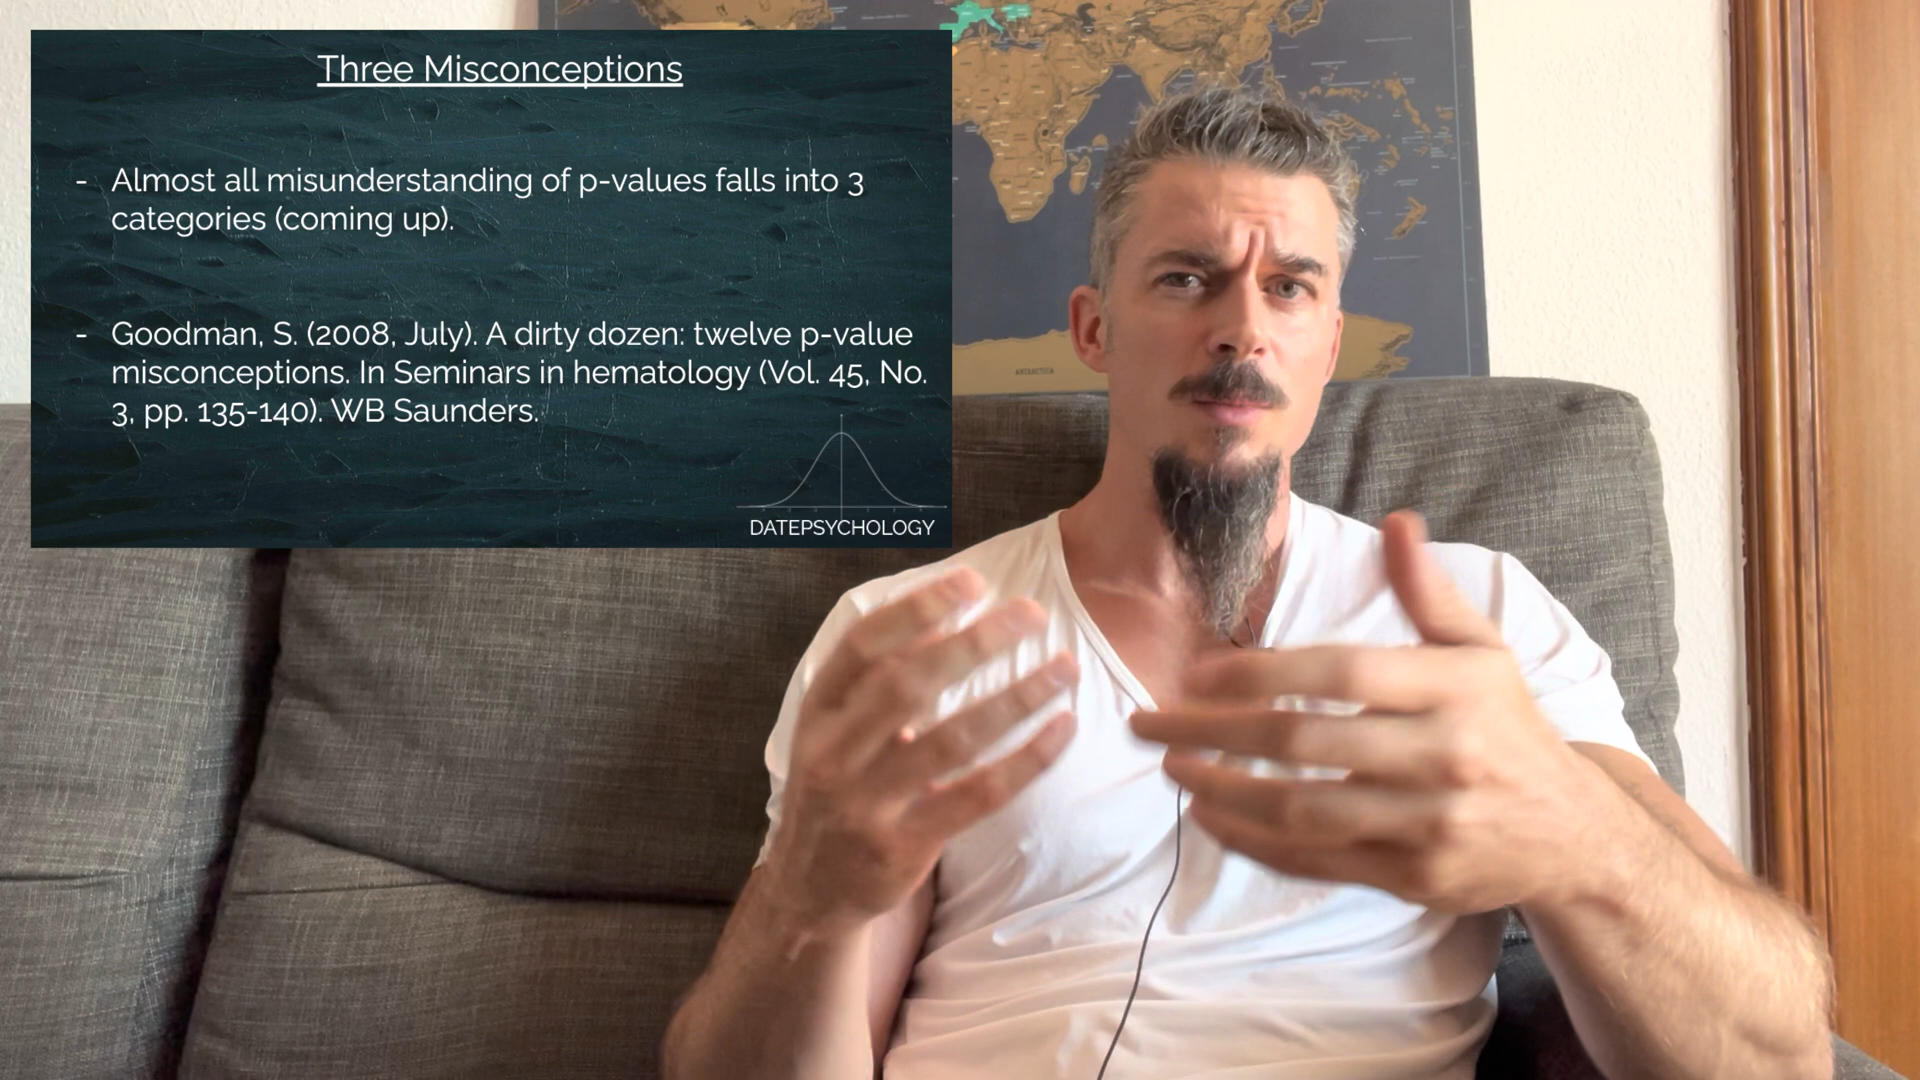 Three Misconceptions
- Almost all misunderstanding of p-values falls into 3
categories (coming up).
- Goodman, S. (2008, July). A dirty dozen: twelve p-value
misconceptions. In Seminars in hematology (Vol. 45, No.
3, pp. 135-140). WB Saunders.
DATEPSYCHOLOGY
ANTARCTICA